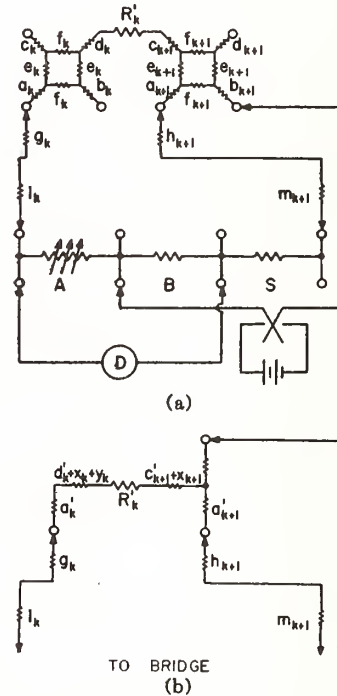 R'k
ck fk dk ck+1 fk+1 dk+1
ek ek ek+1 ek+1
ak fk bk ak+1 fk+1 bk+1
gk hk+1
lk mk+1
A B S
D
(a)
d'k+xk+yk R'k c'k+1+xk+1
a'k a'k+1
gk hk+1
lk mk+1
TO BRIDGE
(b)